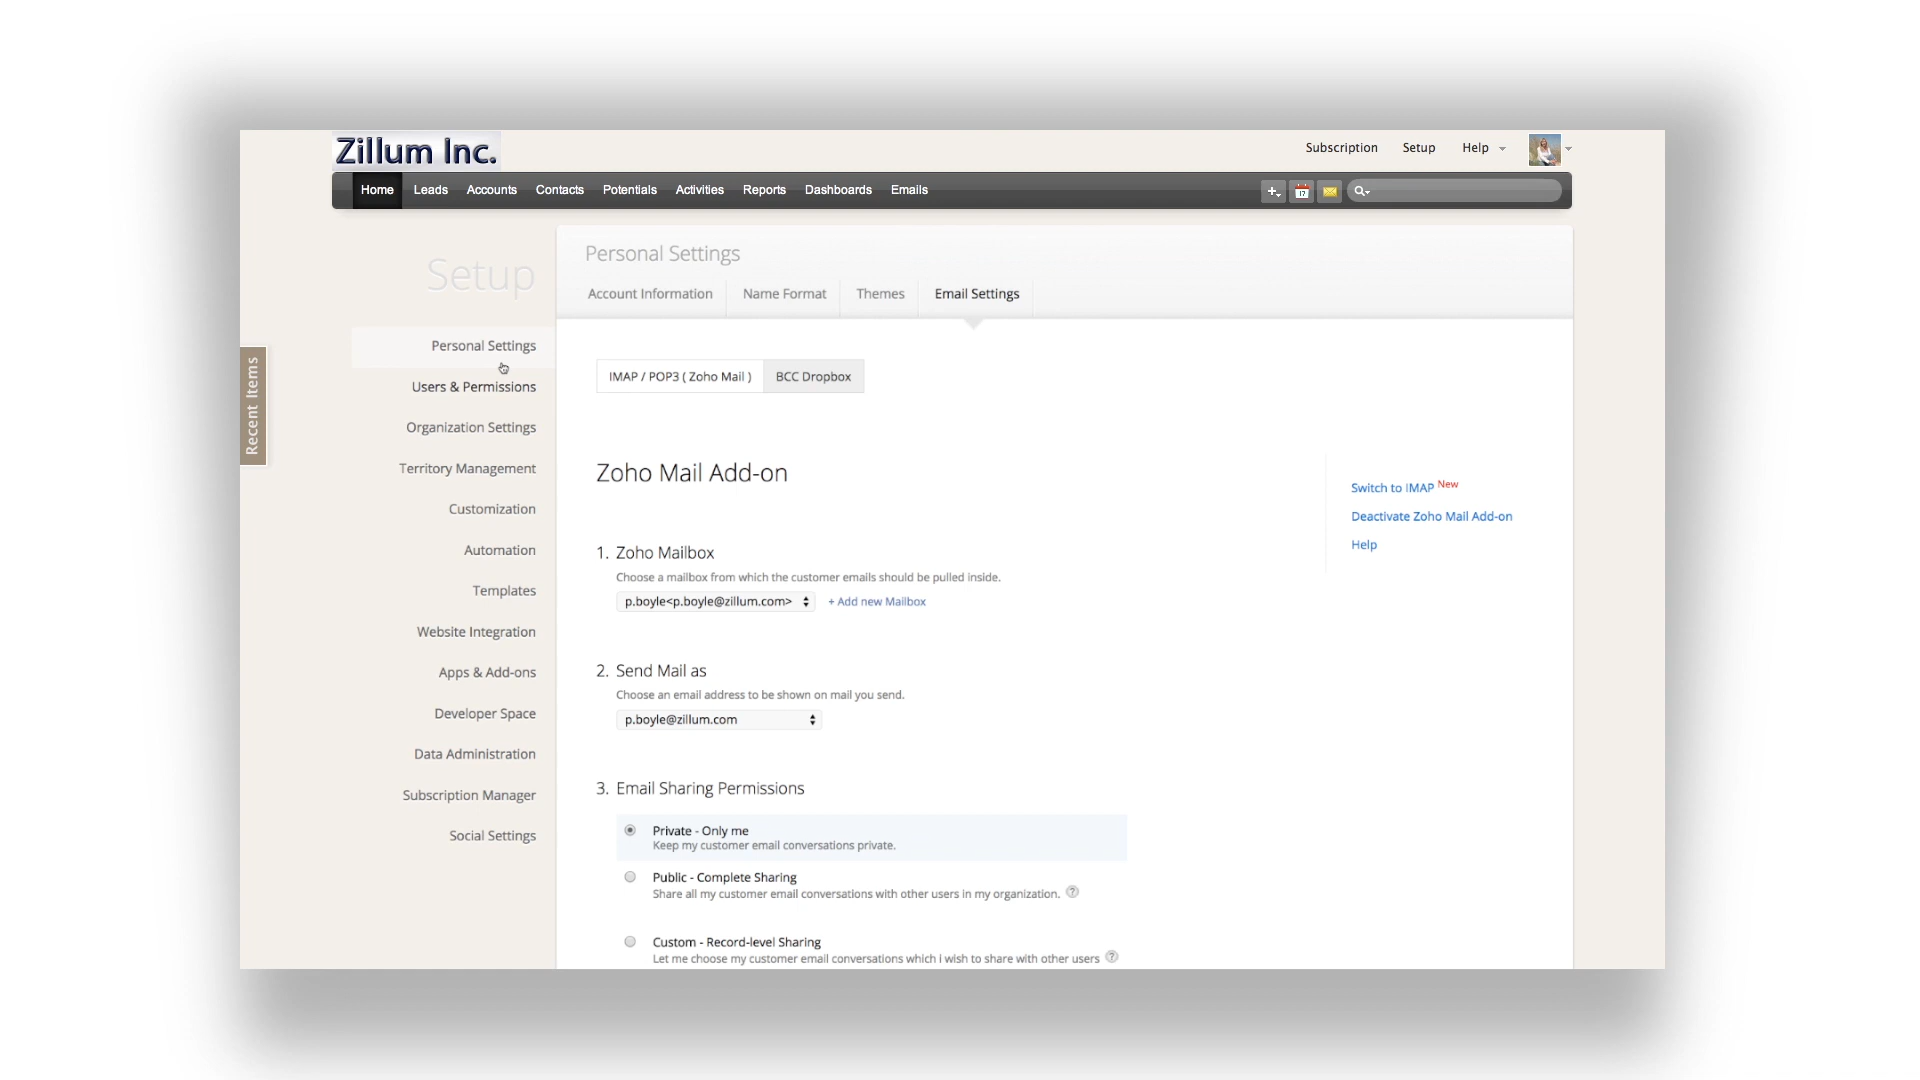 Zillum Inc.
Subscription Setup Help
Home Leads Accounts Contacts Potentials Activities Reports Dashboards Emails
17
Setup
Personal Settings
Users & Permissions
Organization Settings
Territory Management
Customization
Automation
Templates
Website Integration
Apps & Add-ons
Developer Space
Data Administration
Subscription Manager
Social Settings
Recent Items
Personal Settings
Account Information Name Format Themes Email Settings
IMAP / POP3 ( Zoho Mail ) BCC Dropbox
Zoho Mail Add-on
1. Zoho Mailbox
Choose a mailbox from which the customer emails should be pulled inside.
p.boyle<p.boyle@zillum.com> + Add new Mailbox
2. Send Mail as
Choose an email address to be shown on mail you send.
p.boyle@zillum.com
3. Email Sharing Permissions
Private - Only me
Keep my customer email conversations private.
Public - Complete Sharing
Share all my customer email conversations with other users in my organization. ?
Custom - Record-level Sharing
Let me choose my customer email conversations which i wish to share with other users ?
Switch to IMAP New
Deactivate Zoho Mail Add-on
Help